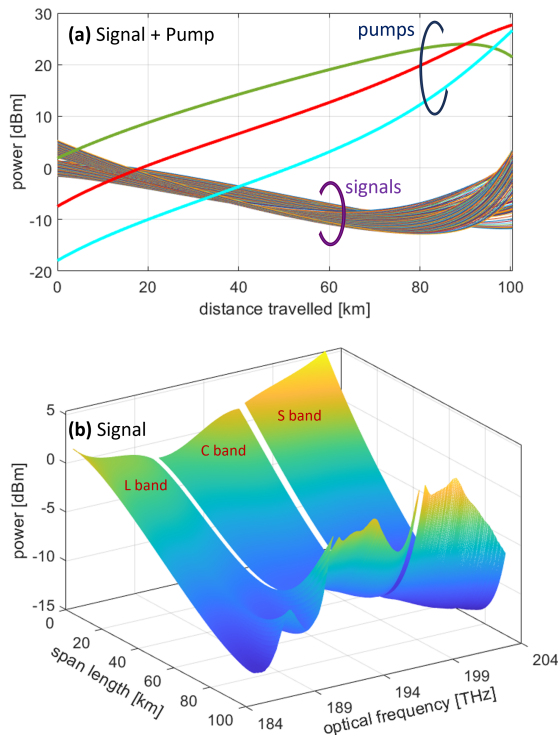 (a) Signal + Pump
pumps
signals
power [dBm]
30
20
10
0
-10
-20
0
20
40
60
80
100
distance travelled [km]
(b) Signal
L band
C band
S band
power [dBm]
5
0
-5
-10
-15
0
20
40
60
80
100
span length [km]
184
189
194
199
204
optical frequency [THz]